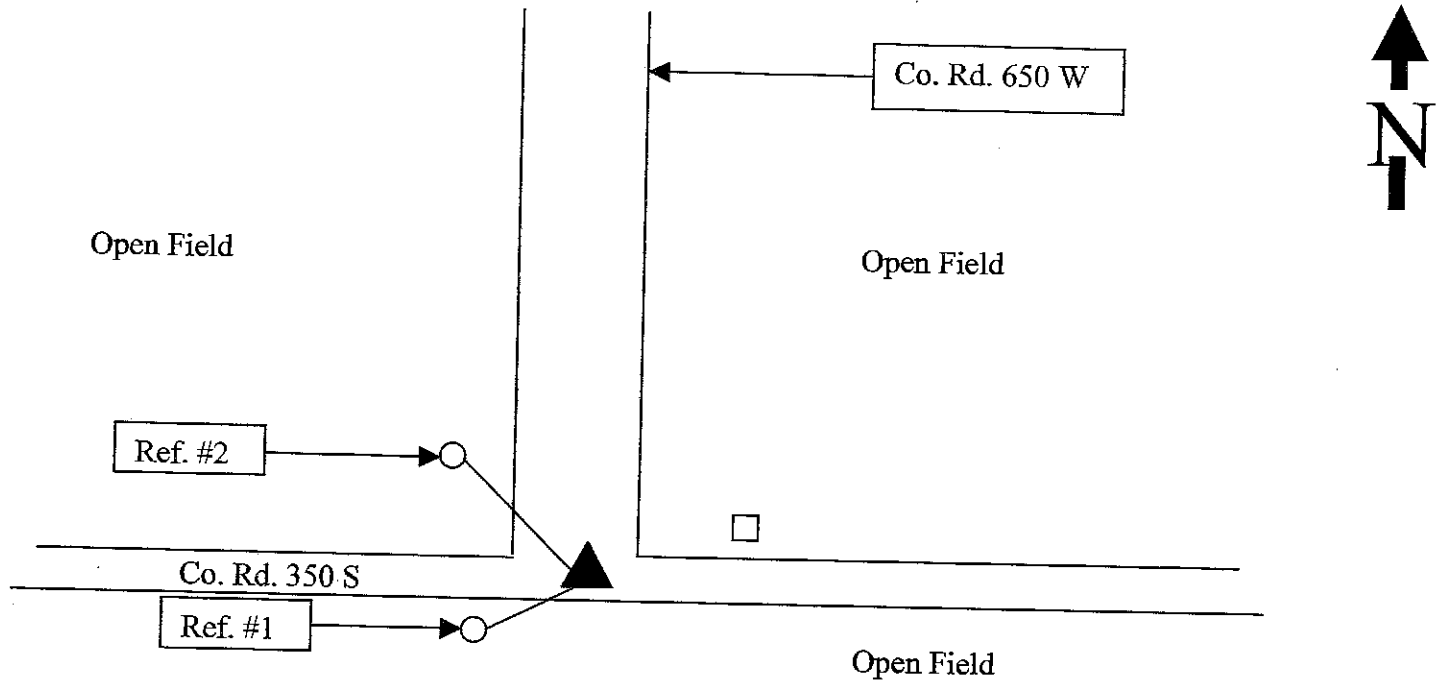 Co. Rd. 650 W
N
Open Field
Open Field
Ref. #2
Co. Rd. 350 S
Ref. #1
Open Field